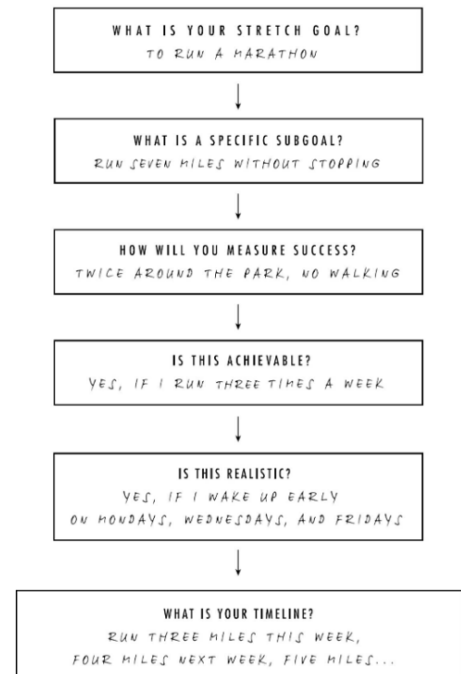 WHAT IS YOUR STRETCH GOAL?
TO RUN A MARATHON
WHAT IS A SPECIFIC SUBGOAL?
RUN SEVEN MILES WITHOUT STOPPING
HOW WILL YOU MEASURE SUCCESS?
TWICE AROUND THE PARK, NO WALKING
IS THIS ACHIEVABLE?
YES, IF I RUN THREE TIMES A WEEK
IS THIS REALISTIC?
YES, IF I WAKE UP EARLY
ON MONDAYS, WEDNESDAYS, AND FRIDAYS
WHAT IS YOUR TIMELINE?
RUN THREE MILES THIS WEEK,
FOUR MILES NEXT WEEK, FIVE MILES...